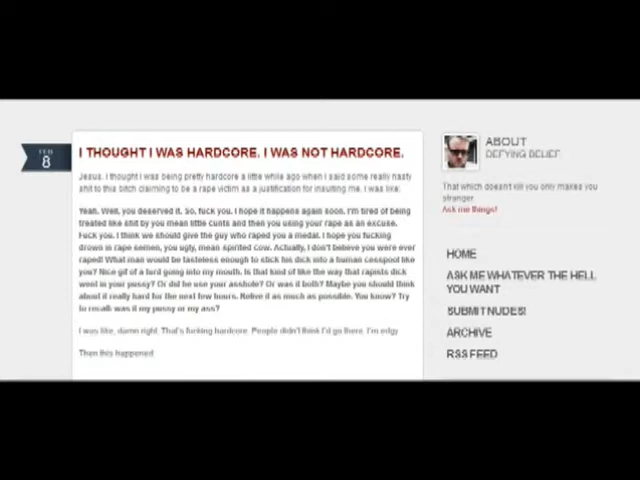 FEB
8
I THOUGHT I WAS HARDCORE. I WAS NOT HARDCORE.
Jesus. I thought I was being pretty hardcore a little while ago when I said some really nasty
shit to this bitch claiming to be a rape victim as a justification for insulting me. I was like:
Yeah. Well, you deserved it. So, fuck you. I hope it happens again soon. I'm tired of being
treated like shit by you mean little cunts and then you using your rape as an excuse.
Fuck you. I think we should give the guy who raped you a medal. I hope you fucking
drown in rape semen, you ugly, mean spirited cow. Actually, I don't believe you were ever
raped! What man would be tasteless enough to stick his dick into a human cesspool like
you? Nice gif of a turd going into my mouth. Is that kind of like the way that rapists dick
went in your pussy? Or did he use your asshole? Or was it both? Maybe you should think
about it really hard for the next few hours. Relive it as much as possible. You know? Try
to recall: was it my pussy or my ass?
I was like, damn right. That's fucking hardcore. People didn't think I'd go there. I'm edgy.
Then this happened
ABOUT
DEFYING BELIEF
That which doesn't kill you only makes you
stranger.
Ask me things!
HOME
ASK ME WHATEVER THE HELL
YOU WANT
SUBMIT NUDES!
ARCHIVE
RSS FEED